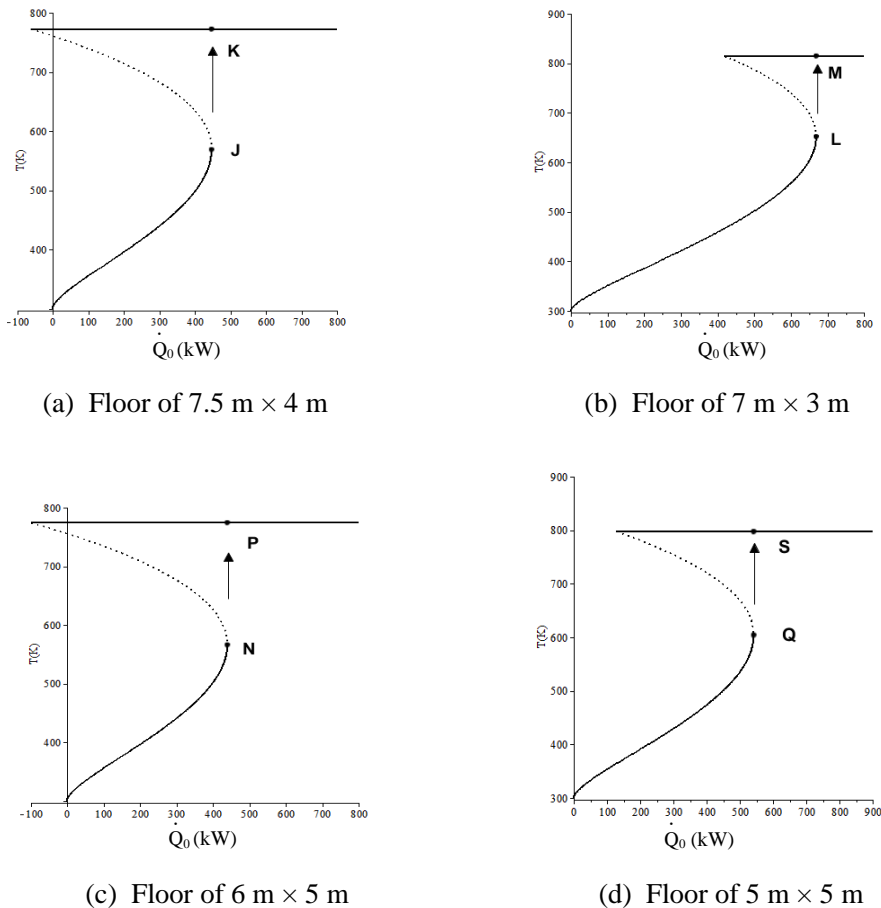 800
K
700
600
J
T(K)
500
400
-100 0 100 200 300 400 500 600 700 800
Q̇₀ (kW)
(a) Floor of 7.5 m × 4 m
900
800
M
700
L
600
T(K)
500
400
300
0 100 200 300 400 500 600 700 800
Q̇₀ (kW)
(b) Floor of 7 m × 3 m
800
P
700
600
N
T(K)
500
400
-100 0 100 200 300 400 500 600 700 800
Q̇₀ (kW)
(c) Floor of 6 m × 5 m
900
800
S
700
600
Q
T(K)
500
400
300
0 100 200 300 400 500 600 700 800 900
Q̇₀ (kW)
(d) Floor of 5 m × 5 m